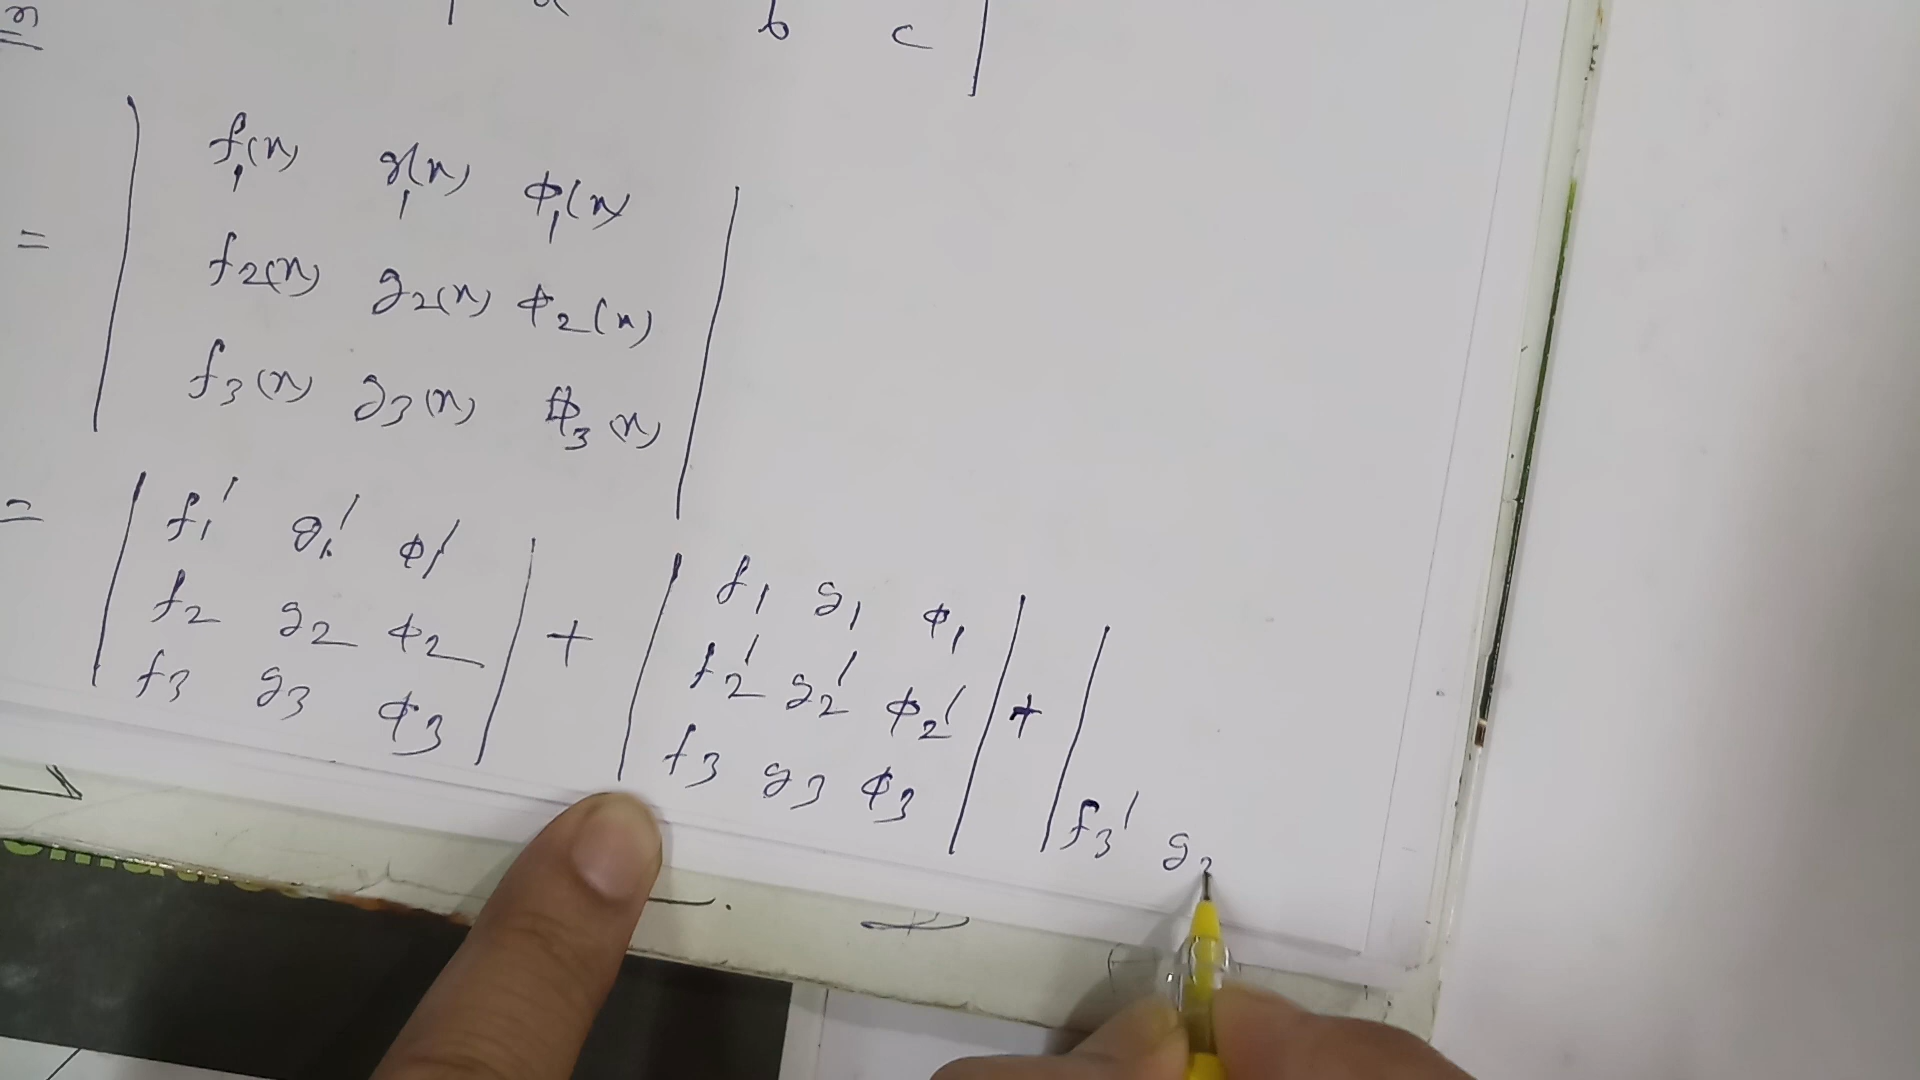 b c |
= | f₁(x) g₁(x) φ₁(x) |
| f₂(x) g₂(x) φ₂(x) |
| f₃(x) g₃(x) φ₃(x) |
= | f₁′ g₁′ φ₁′ | + | f₁ g₁ φ₁ | + |
| f₂ g₂ φ₂ | | f₂′ g₂′ φ₂′ |
| f₃ g₃ φ₃ | | f₃ g₃ φ₃ | | f₃′ g₃